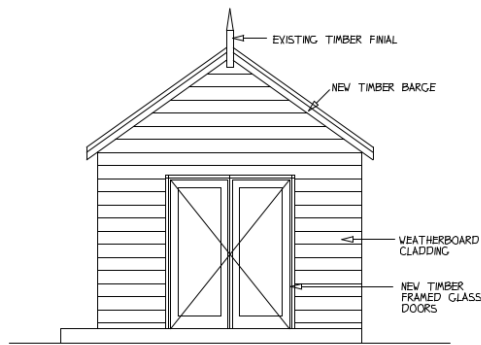 EXISTING TIMBER FINIAL
NEW TIMBER BARGE
WEATHERBOARD
CLADDING
NEW TIMBER
FRAMED GLASS
DOORS